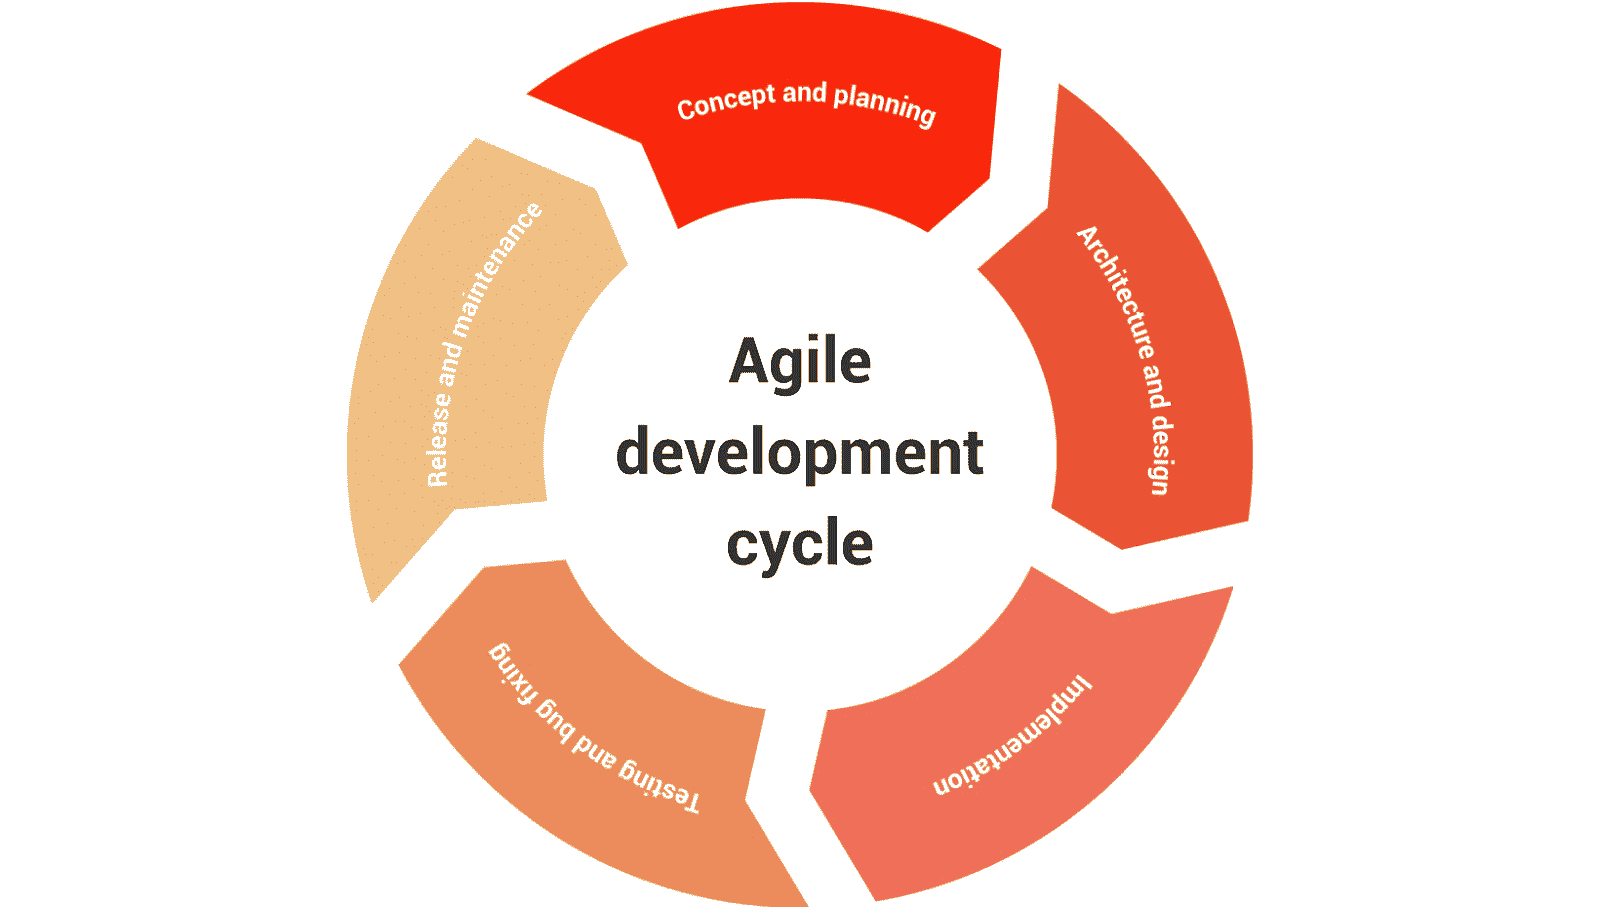 Concept and planning
Architecture and design
Implementation
Testing and bug fixing
Release and maintenance
Agile
development
cycle